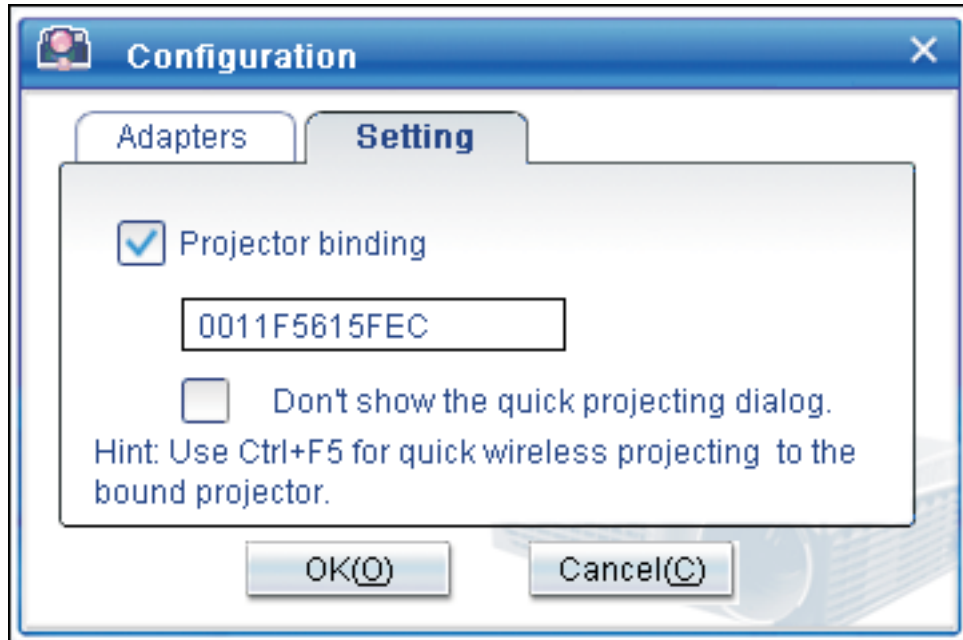 Configuration
Adapters
Setting
Projector binding
0011F5615FEC
Don't show the quick projecting dialog.
Hint: Use Ctrl+F5 for quick wireless projecting to the
bound projector.
OK(O)
Cancel(C)